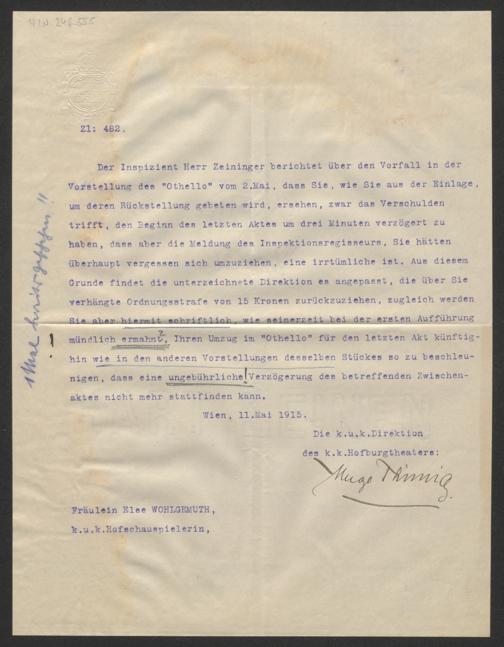 HIN 248.555
Zl: 482.
Der Inspizient Herr Zeininger berichtet über den Vorfall in der
Vorstellung des "Othello" vom 2.Mai, dass Sie, wie Sie aus der Einlage,
um deren Rückstellung gebeten wird, ersehen, zwar das Verschulden
trifft, den Beginn des letzten Aktes um drei Minuten verzögert zu
haben, dass aber die Meldung des Inspektionsregisseurs, Sie hätten
überhaupt vergessen sich umzuziehen, eine irrtümliche ist. Aus diesem
Grunde findet die unterzeichnete Direktion es angepasst, die über Sie
verhängte Ordnungsstrafe von 15 Kronen zurückzuziehen, zugleich werden
Sie aber hiermit schriftlich, wie seinerzeit bei der ersten Aufführung
mündlich ermahnt,? Ihren Umzug im "Othello" für den letzten Akt künftig-
hin wie in den anderen Vorstellungen desselben Stückes so zu beschleu-
nigen, dass eine ungebührliche! Verzögerung des betreffenden Zwischen-
aktes nicht mehr stattfinden kann.
Wien, 11.Mai 1915.
Die k.u.k.Direktion
des k.k.Hofburgtheaters:
Hugo Thimig.
Fräulein Else WOHLGEMUTH,
k.u.k.Hofschauspielerin,
1 Mal !!
!